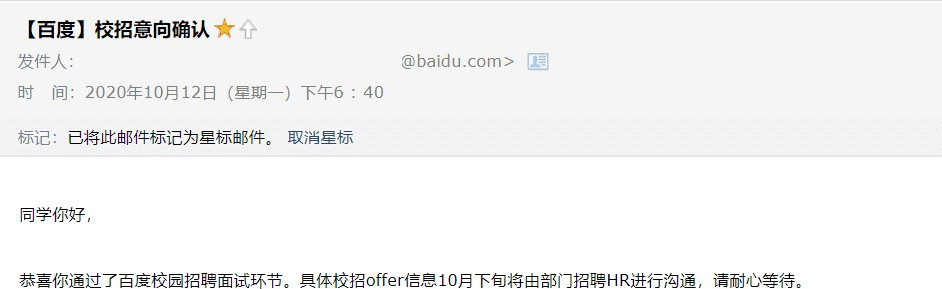 【百度】校招意向确认
发件人： @baidu.com>
时 间：2020年10月12日（星期一）下午6：40
标记：已将此邮件标记为星标邮件。 取消星标
同学你好，
恭喜你通过了百度校园招聘面试环节。具体校招offer信息10月下旬将由部门招聘HR进行沟通，请耐心等待。